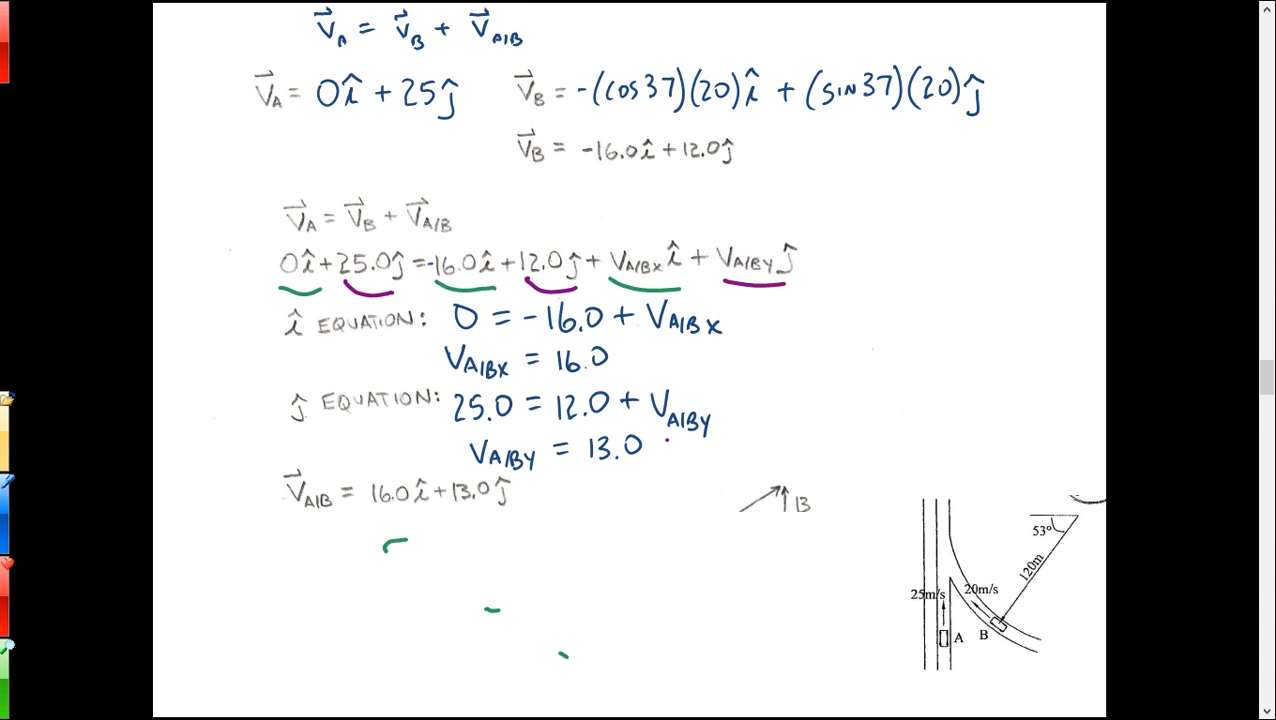 V⃗A = V⃗B + V⃗A/B
V⃗A = 0î + 25ĵ
V⃗B = -(cos37)(20)î + (sin37)(20)ĵ
V⃗B = -16.0î + 12.0ĵ
V⃗A = V⃗B + V⃗A/B
0î + 25.0ĵ = -16.0î + 12.0ĵ + VA/BX î + VA/BY ĵ
î EQUATION: 0 = -16.0 + VA/BX
VA/BX = 16.0
ĵ EQUATION: 25.0 = 12.0 + VA/BY
VA/BY = 13.0
V⃗A/B = 16.0î + 13.0ĵ
13
53°
120m
25m/s
20m/s
A
B